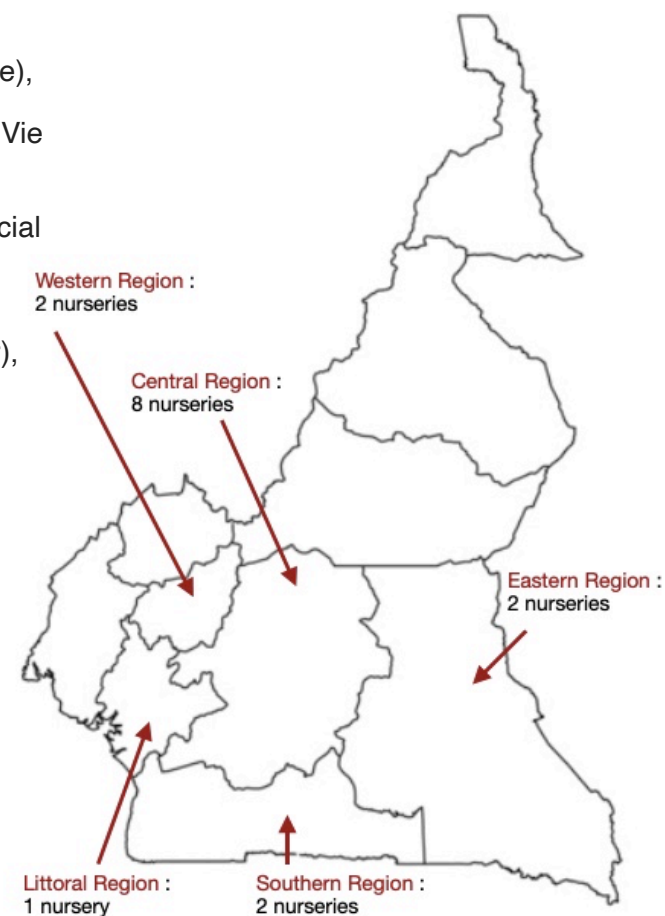 e),
Vie
cial
Western Region :
2 nurseries
),
Central Region :
8 nurseries
Eastern Region :
2 nurseries
Littoral Region :
1 nursery
Southern Region :
2 nurseries